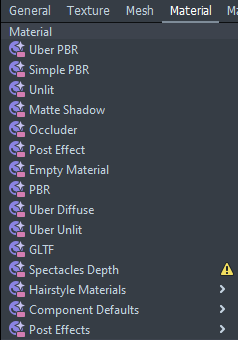 General Texture Mesh Material
Material
Uber PBR
Simple PBR
Unlit
Matte Shadow
Occluder
Post Effect
Empty Material
PBR
Uber Diffuse
Uber Unlit
GLTF
Spectacles Depth
Hairstyle Materials
Component Defaults
Post Effects